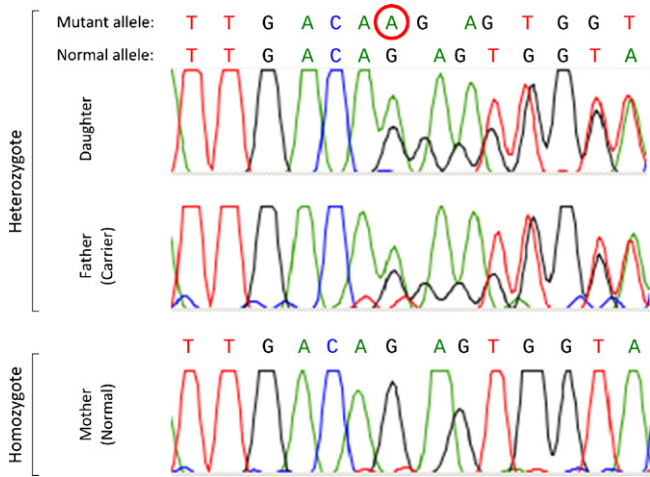 Mutant allele: T T G A C A A G A G T G G T
Normal allele: T T G A C A G A G T G G T A
Heterozygote
Daughter
Father
(Carrier)
T T G A C A G A G T G G T A
Homozygote
Mother
(Normal)